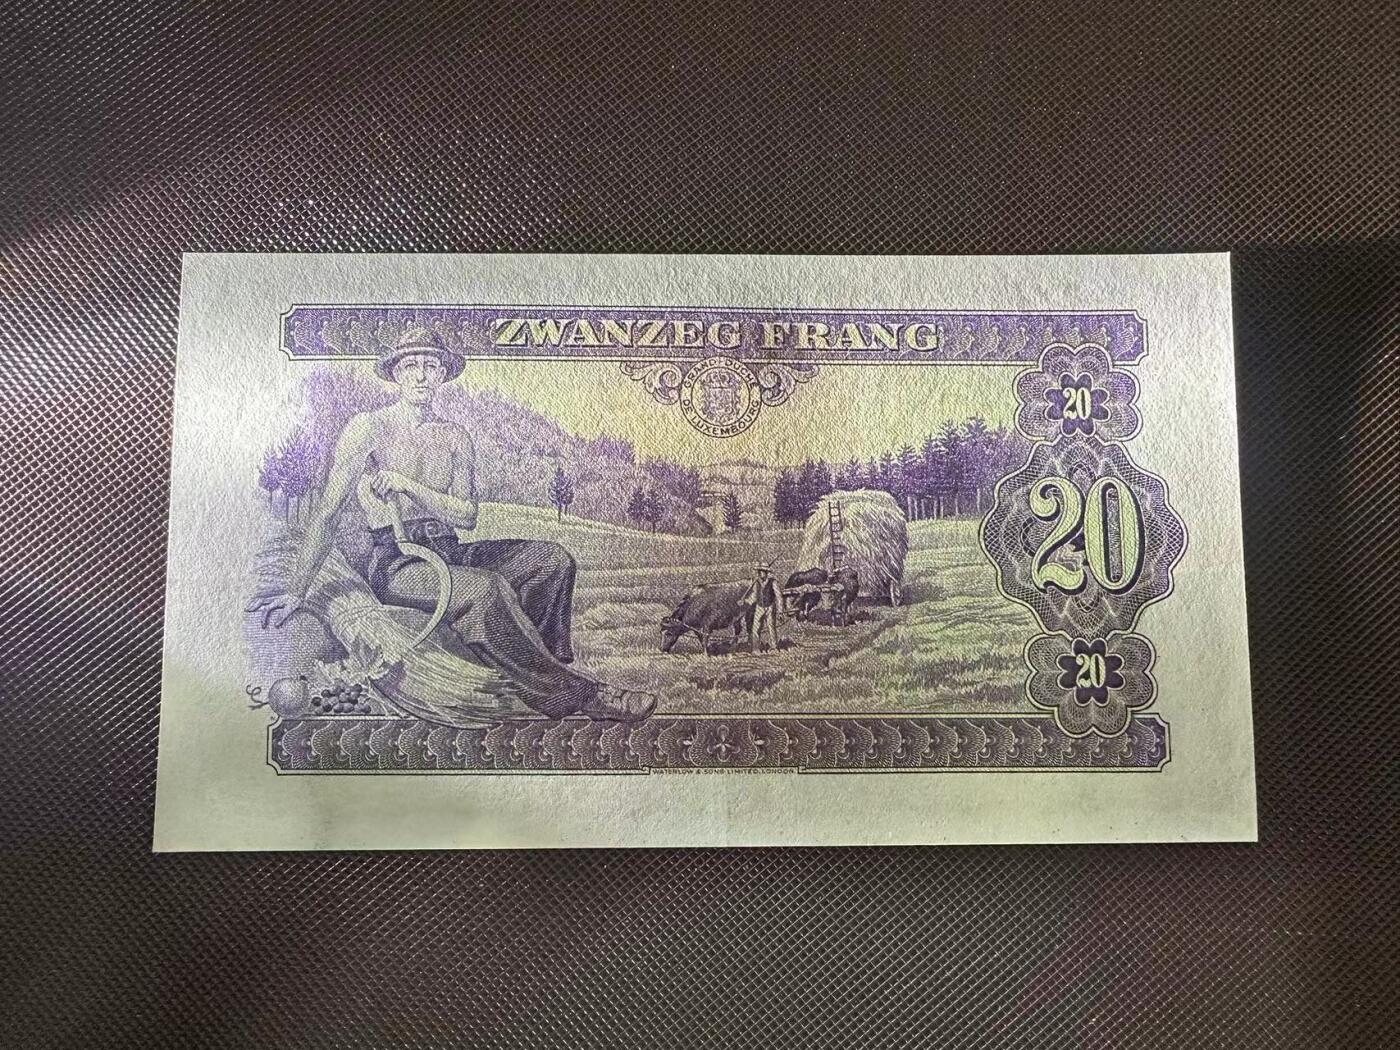 ZWANZEG FRANG
GRAND-DUCHÉ
DE LUXEMBOURG
20
20
20
WATERLOW & SONS LIMITED, LONDON